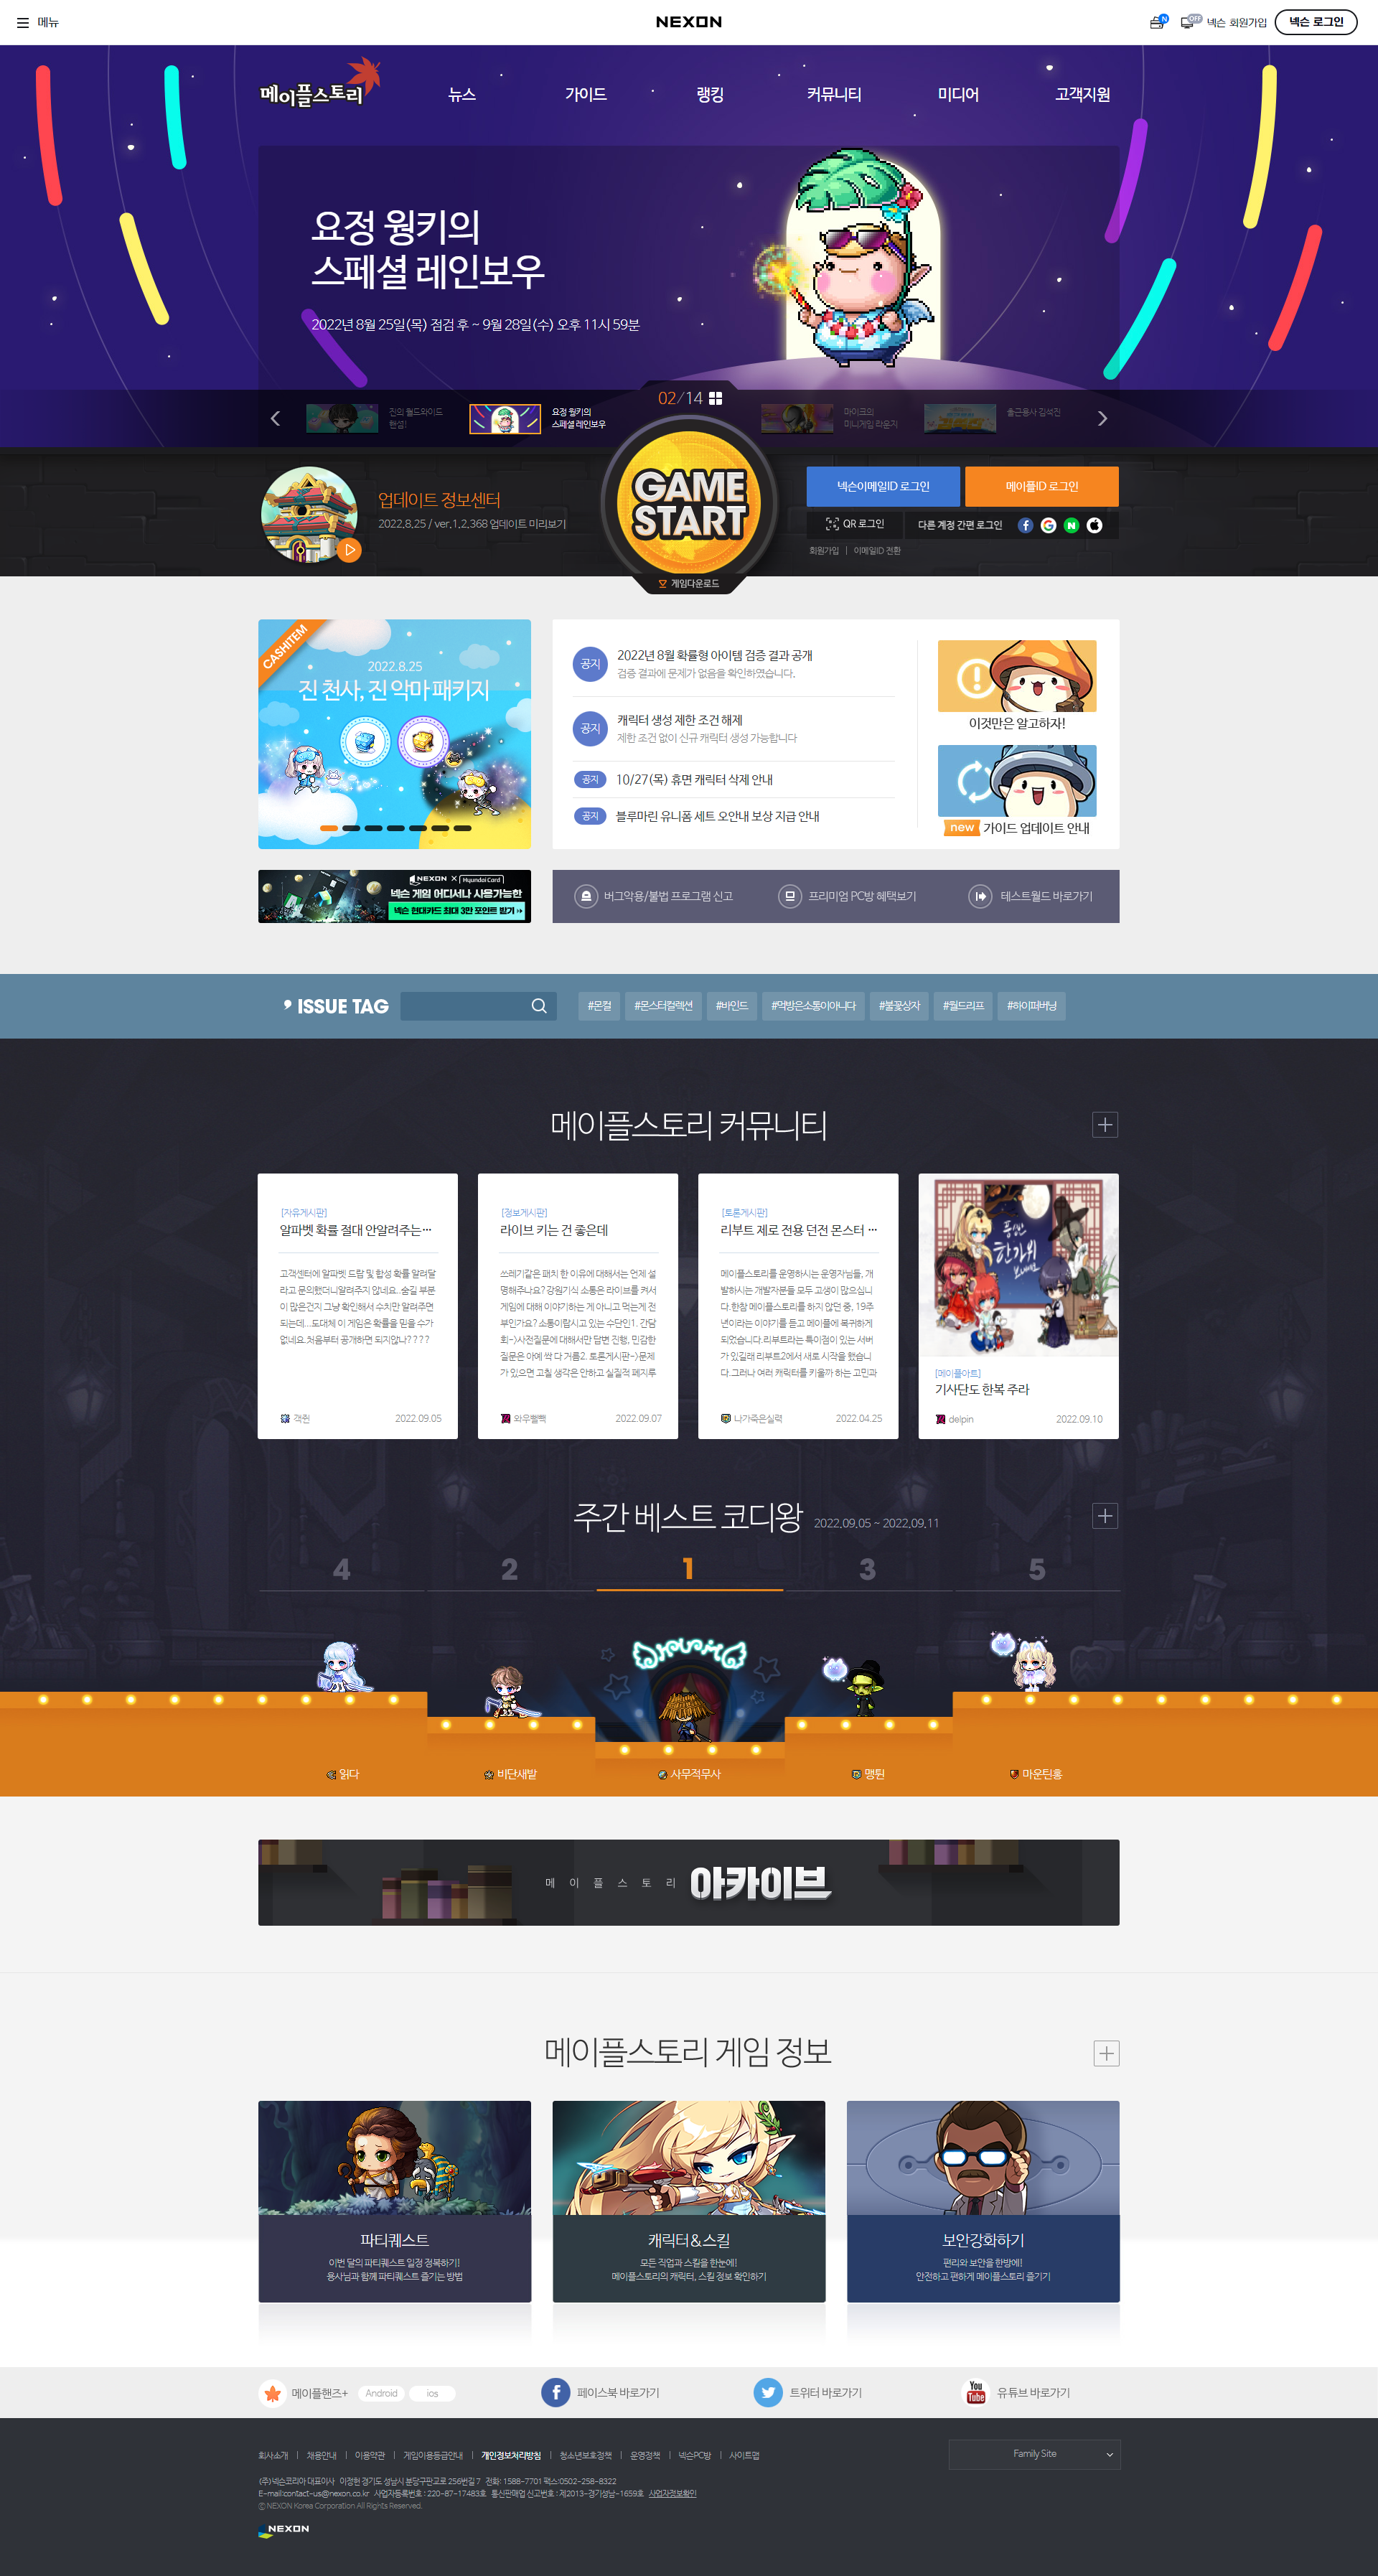 메뉴
NEXON
N
OFF
넥슨 회원가입
넥슨 로그인
메이플스토리
뉴스
가이드
랭킹
커뮤니티
미디어
고객지원
요정 웡키의
스페셜 레인보우
2022년 8월 25일(목) 점검 후 ~ 9월 28일(수) 오후 11시 59분
02/14
진의 월드와이드
핸썸!
요정 웡키의
스페셜 레인보우
마이크의
미니게임 라운지
출근용사 김석진
업데이트 정보센터
2022.8.25 / ver.1.2.368 업데이트 미리보기
GAME
START
게임다운로드
넥슨이메일ID 로그인
메이플ID 로그인
QR 로그인
다른 계정 간편 로그인
회원가입
이메일ID 전환
CASHITEM
2022.8.25
진 천사, 진 악마 패키지
공지
2022년 8월 확률형 아이템 검증 결과 공개
검증 결과에 문제가 없음을 확인하였습니다.
공지
캐릭터 생성 제한 조건 해제
제한 조건 없이 신규 캐릭터 생성 가능합니다
공지 10/27(목) 휴면 캐릭터 삭제 안내
공지 블루마린 유니폼 세트 오안내 보상 지급 안내
이것만은 알고하자!
new 가이드 업데이트 안내
NEXON X Hyundai Card
넥슨 게임 어디서나 사용가능한
넥슨 현대카드 최대 3만 포인트 받기 >>
버그악용/불법 프로그램 신고
프리미엄 PC방 혜택보기
테스트월드 바로가기
ISSUE TAG
#몬컬
#몬스터컬렉션
#바인드
#먹방은소통이아니다
#불꽃상자
#월드리프
#하이퍼버닝
메이플스토리 커뮤니티
[자유게시판]
알파벳 확률 절대 안알려주는…
고객센터에 알파벳 드랍 및 합성 확률 알려달
라고 문의했더니알려주지 않네요. 숨길 부분
이 많은건지 그냥 확인해서 수치만 알려주면
되는데...도대체 이 게임은 확률을 믿을 수가
없네요.처음부터 공개하면 되지않나????
객원
2022.09.05
[정보게시판]
라이브 키는 건 좋은데
쓰레기같은 패치 한 이유에 대해서는 언제 설
명해주나요?강원기식 소통은 라이브를 켜서
게임에 대해 이야기하는 게 아니고 먹는게 전
부인가요?소통이랍시고 있는 수단인1. 간담
회->사전질문에 대해서만 답변 진행, 민감한
질문은 아예 싹 다 거름2. 토론게시판->문제
가 있으면 고칠 생각은 안하고 실질적 폐지루
와우빨빽
2022.09.07
[토론게시판]
리부트 제로 전용 던전 몬스터 …
메이플스토리를 운영하시는 운영자님들, 개
발하시는 개발자분들 모두 고생이 많으십니
다.한참 메이플스토리를 하지 않던 중, 19주
년이라는 이야기를 듣고 메이플에 복귀하게
되었습니다.리부트라는 특이점이 있는 서버
가 있길래 리부트2에서 새로 시작을 했습니
다.그러나 여러 캐릭터를 키울까 하는 고민과
나가죽은실력
2022.04.25
풍성한
한가위
보내세요
[메이플아트]
기사단도 한복 주라
delpin
2022.09.10
주간 베스트 코디왕
2022.09.05 ~ 2022.09.11
4
2
1
3
5
읽다
비단새발
사무적무사
맹튄
마운틴홍
메이플스토리
아카이브
메이플스토리 게임 정보
파티퀘스트
이번 달의 파티퀘스트 일정 정복하기!
용사님과 함께 파티퀘스트 즐기는 방법
캐릭터&스킬
모든 직업과 스킬을 한눈에!
메이플스토리의 캐릭터, 스킬 정보 확인하기
보안강화하기
편리와 보안을 한방에!
안전하고 편하게 메이플스토리 즐기기
메이플핸즈+
Android
ios
페이스북 바로가기
트위터 바로가기
You Tube
유튜브 바로가기
회사소개 | 채용안내 | 이용약관 | 게임이용등급안내 | 개인정보처리방침 | 청소년보호정책 | 운영정책 | 넥슨PC방 | 사이트맵
Family Site
(주)넥슨코리아 대표이사 이정헌 경기도 성남시 분당구판교로 256번길 7 전화: 1588-7701 팩스:0502-258-8322
E-mail:contact-us@nexon.co.kr 사업자등록번호 : 220-87-17483호 통신판매업 신고번호 : 제2013-경기성남-1659호 사업자정보확인
ⓒ NEXON Korea Corporation All Rights Reserved.
NEXON